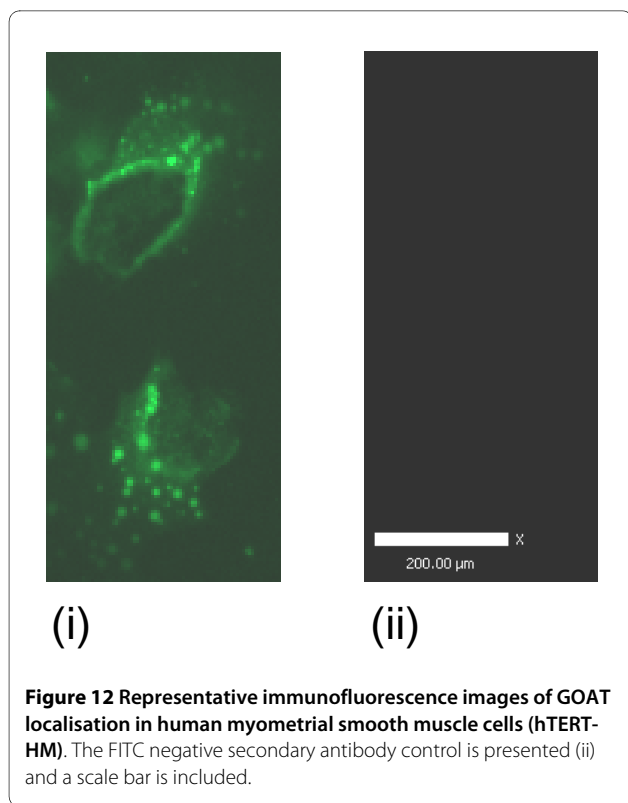 X
200.00 µm
(i)
(ii)
Figure 12 Representative immunofluorescence images of GOAT
localisation in human myometrial smooth muscle cells (hTERT-
HM). The FITC negative secondary antibody control is presented (ii)
and a scale bar is included.